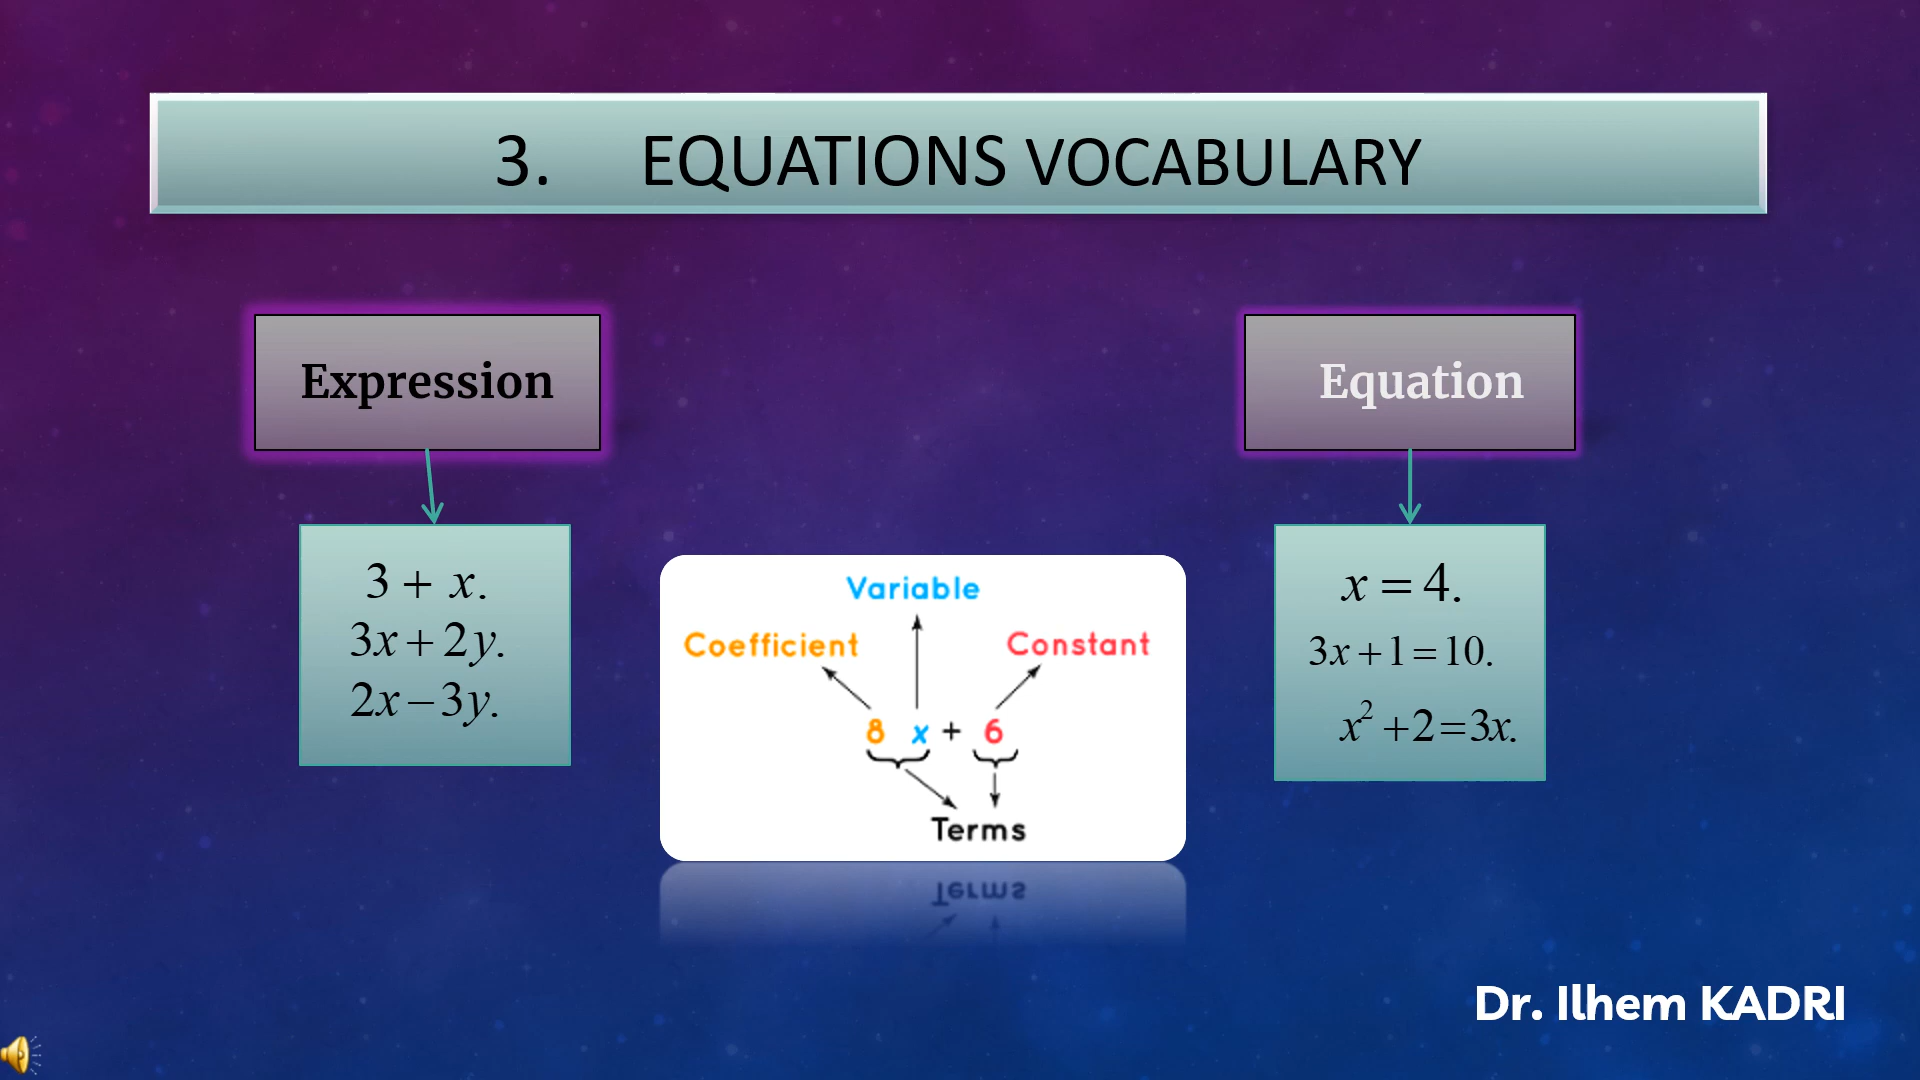 3. EQUATIONS VOCABULARY
Expression
3 + x.
3x + 2y.
2x − 3y.
Variable
Coefficient
Constant
8 x + 6
Terms
Equation
x = 4.
3x + 1 = 10.
x² + 2 = 3x.
Dr. Ilhem KADRI